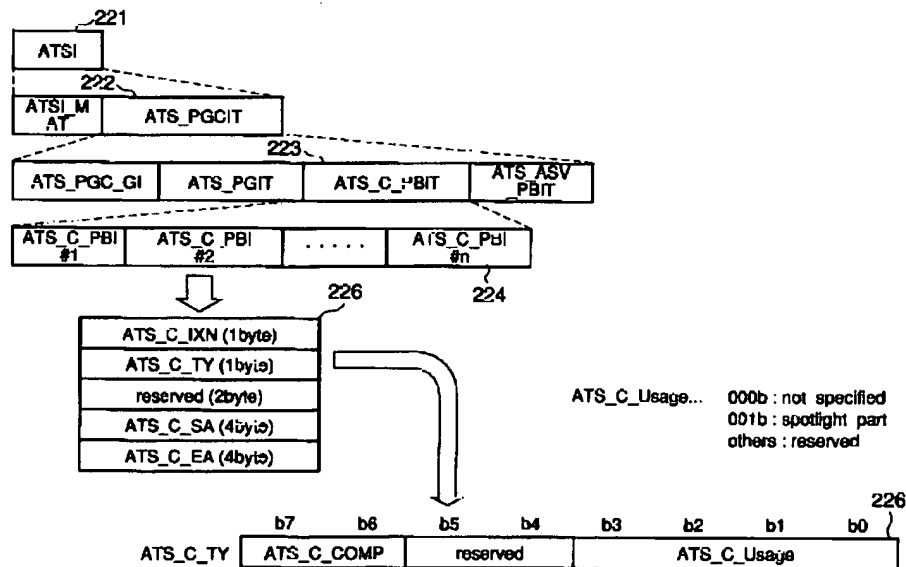 221
ATSI
222
ATSI_M
AT
ATS_PGCIT
223
ATS_PGC_GI
ATS_PGIT
ATS_C_PBIT
ATS_ASV
PBIT
ATS_C_PBI
#1
ATS_C_PBI
#2
.....
ATS_C_PBI
#n
224
226
ATS_C_IXN (1byte)
ATS_C_TY (1byte)
reserved (2byte)
ATS_C_SA (4byte)
ATS_C_EA (4byte)
ATS_C_Usage... 000b : not specified
001b : spotlight part
others : reserved
226
b7 b6 b5 b4 b3 b2 b1 b0
ATS_C_TY ATS_C_COMP reserved ATS_C_Usage